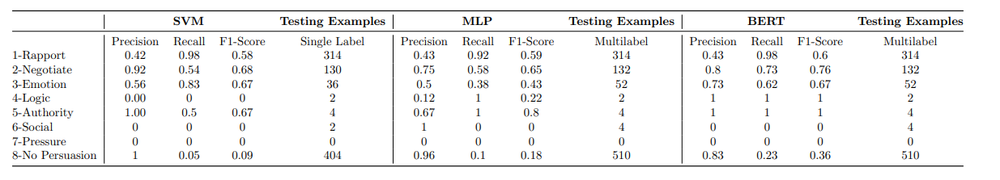 SVM Testing Examples MLP Testing Examples BERT Testing Examples
Precision Recall F1-Score Single Label Precision Recall F1-Score Multilabel Precision Recall F1-Score Multilabel
1-Rapport 0.42 0.98 0.58 314 0.43 0.92 0.59 314 0.43 0.98 0.6 314
2-Negotiate 0.92 0.54 0.68 130 0.75 0.58 0.65 132 0.8 0.73 0.76 132
3-Emotion 0.56 0.83 0.67 36 0.5 0.38 0.43 52 0.73 0.62 0.67 52
4-Logic 0.00 0 0 2 0.12 1 0.22 2 1 1 1 2
5-Authority 1.00 0.5 0.67 4 0.67 1 0.8 4 1 1 1 4
6-Social 0 0 0 2 1 0 0 4 0 0 0 4
7-Pressure 0 0 0 0 0 0 0 0 0 0 0 0
8-No Persuasion 1 0.05 0.09 404 0.96 0.1 0.18 510 0.83 0.23 0.36 510